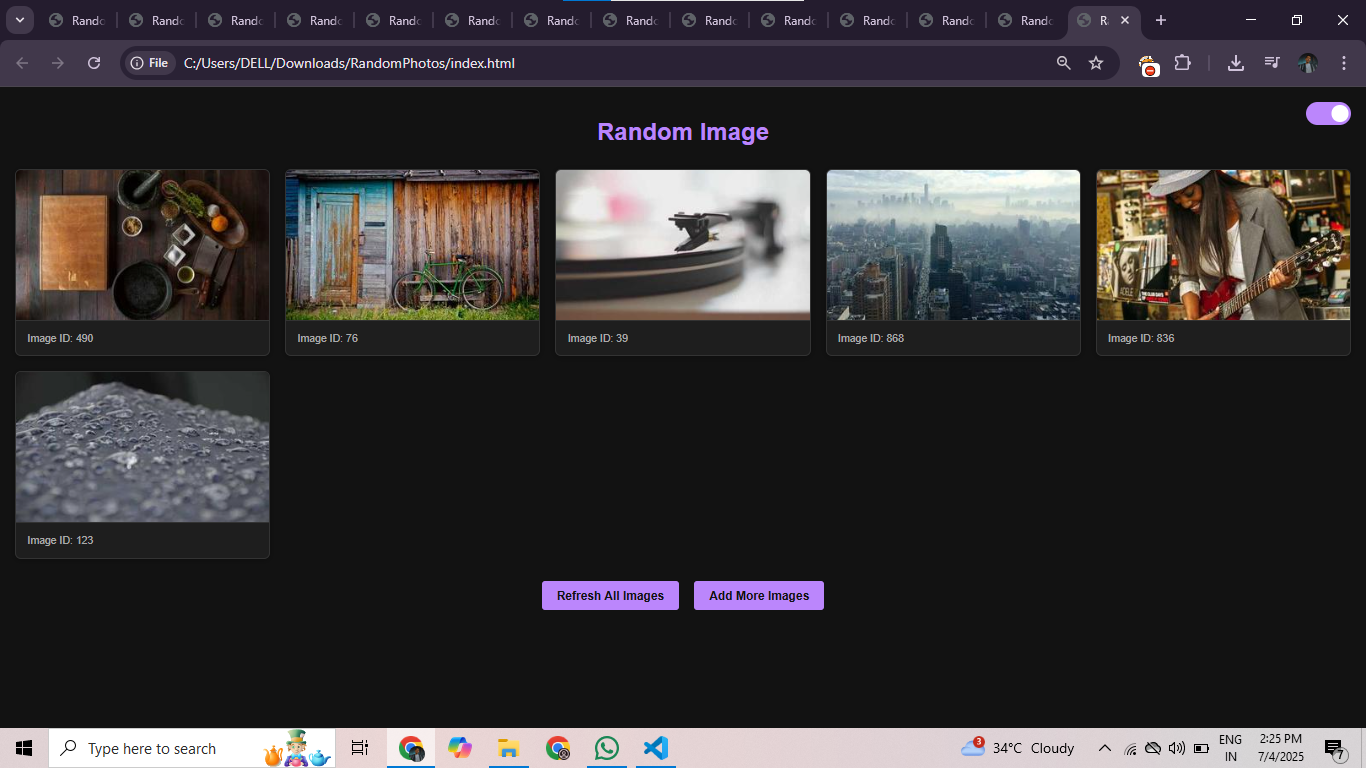 Rando
Rando
Rando
Rando
Rando
Rando
Rando
Rando
Rando
Rando
Rando
Rando
Rando
Ra
File
C:/Users/DELL/Downloads/RandomPhotos/index.html
Random Image
Image ID: 490
Image ID: 76
Image ID: 39
Image ID: 868
Image ID: 836
Image ID: 123
Refresh All Images
Add More Images
Type here to search
3
34°C Cloudy
ENG
IN
2:25 PM
7/4/2025
7